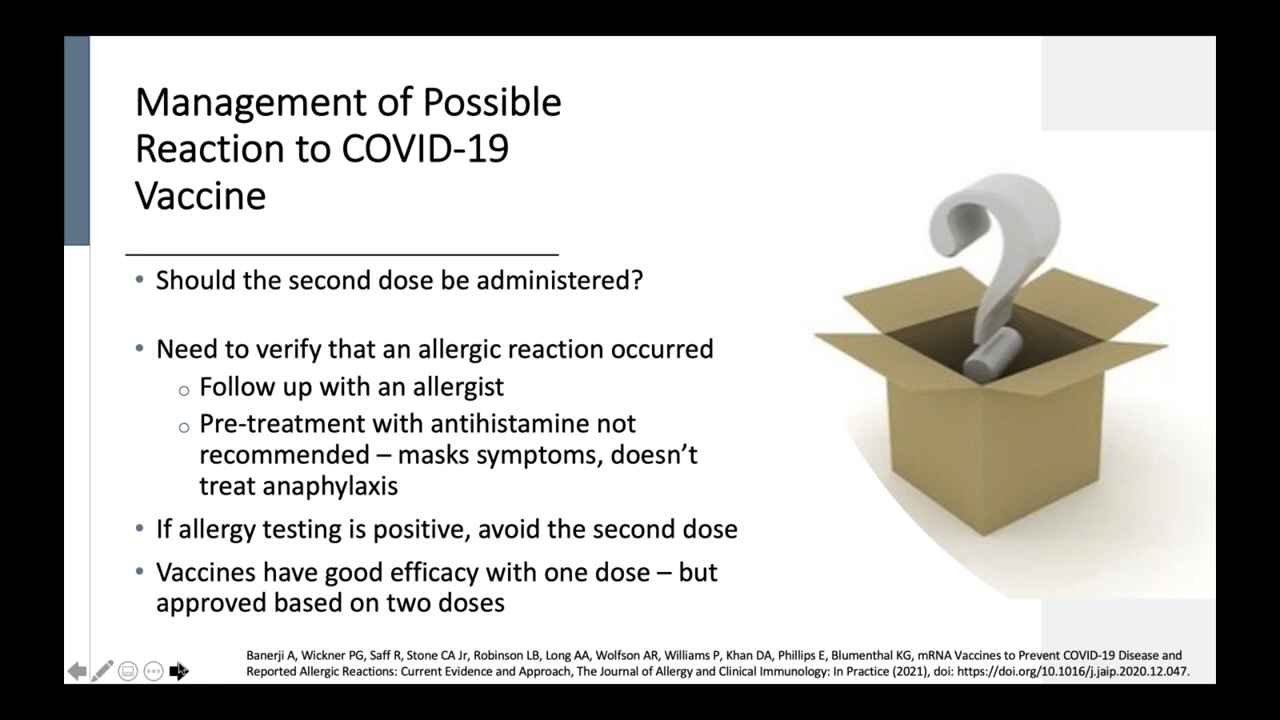 Management of Possible
Reaction to COVID-19
Vaccine
• Should the second dose be administered?
• Need to verify that an allergic reaction occurred
○ Follow up with an allergist
○ Pre-treatment with antihistamine not
recommended – masks symptoms, doesn’t
treat anaphylaxis
• If allergy testing is positive, avoid the second dose
• Vaccines have good efficacy with one dose – but
approved based on two doses
Banerji A, Wickner PG, Saff R, Stone CA Jr, Robinson LB, Long AA, Wolfson AR, Williams P, Khan DA, Phillips E, Blumenthal KG, mRNA Vaccines to Prevent COVID-19 Disease and
Reported Allergic Reactions: Current Evidence and Approach, The Journal of Allergy and Clinical Immunology: In Practice (2021), doi: https://doi.org/10.1016/j.jaip.2020.12.047.